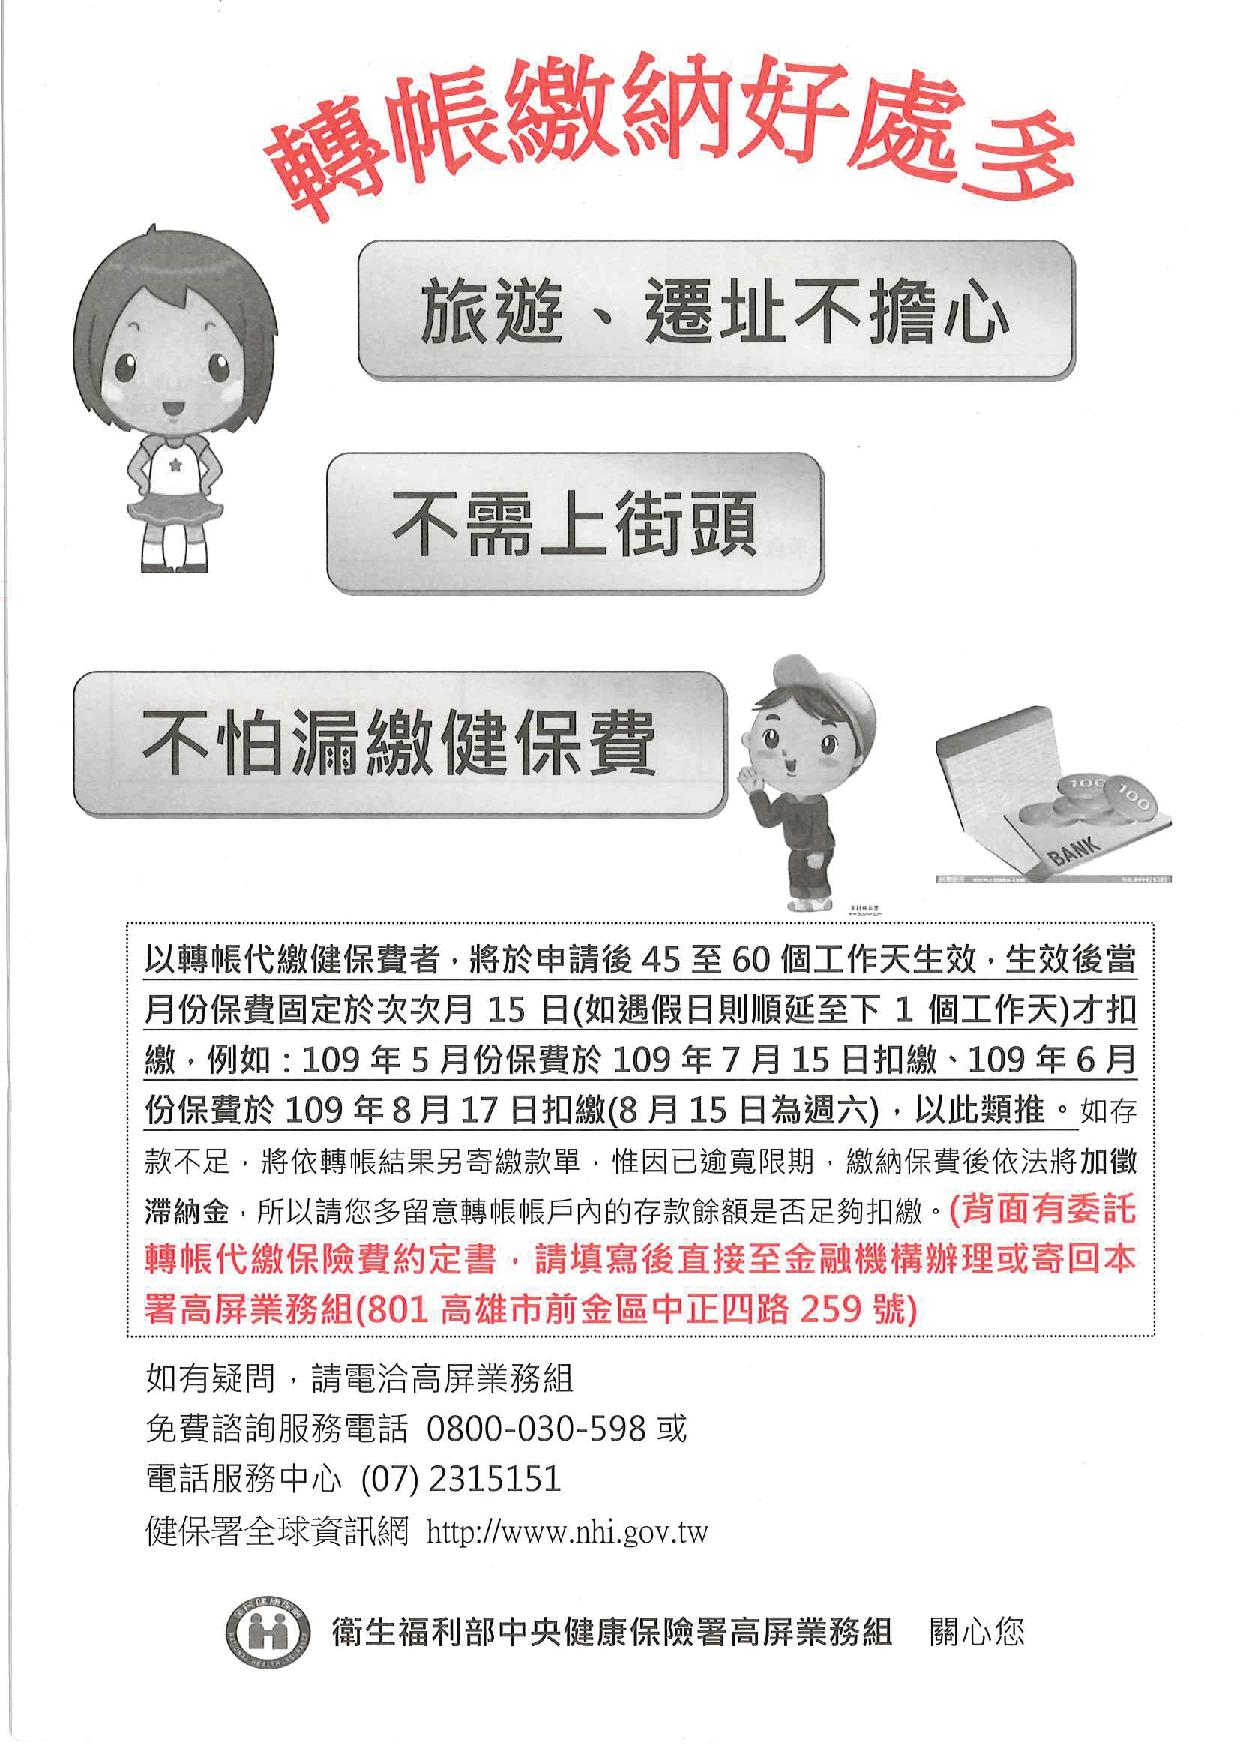 轉帳繳納好處多
旅遊、遷址不擔心
不需上街頭
不怕漏繳健保費
100
100
BANK
以轉帳代繳健保費者，將於申請後 45 至 60 個工作天生效，生效後當
月份保費固定於次次月 15 日(如遇假日則順延至下 1 個工作天)才扣
繳，例如：109 年 5 月份保費於 109 年 7 月 15 日扣繳、109 年 6 月
份保費於 109 年 8 月 17 日扣繳(8 月 15 日為週六)，以此類推。如存
款不足，將依轉帳結果另寄繳款單，惟因已逾寬限期，繳納保費後依法將加徵
滯納金，所以請您多留意轉帳帳戶內的存款餘額是否足夠扣繳。(背面有委託
轉帳代繳保險費約定書，請填寫後直接至金融機構辦理或寄回本
署高屏業務組(801 高雄市前金區中正四路 259 號)
如有疑問，請電洽高屏業務組
免費諮詢服務電話 0800-030-598 或
電話服務中心 (07) 2315151
健保署全球資訊網 http://www.nhi.gov.tw
衛生福利部中央健康保險署高屏業務組 關心您